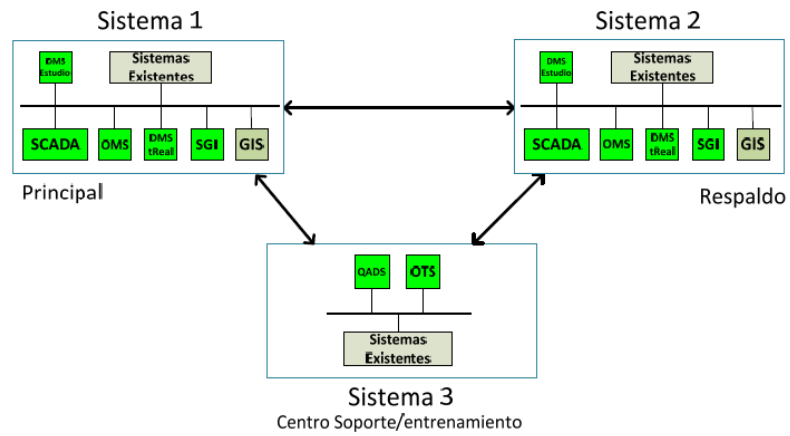 Sistema 1
DMS
Estudio
Sistemas
Existentes
SCADA
OMS
DMS
tReal
SGI
GIS
Principal
Sistema 2
DMS
Estudio
Sistemas
Existentes
SCADA
OMS
DMS
tReal
SGI
GIS
Respaldo
QADS
OTS
Sistemas
Existentes
Sistema 3
Centro Soporte/entrenamiento